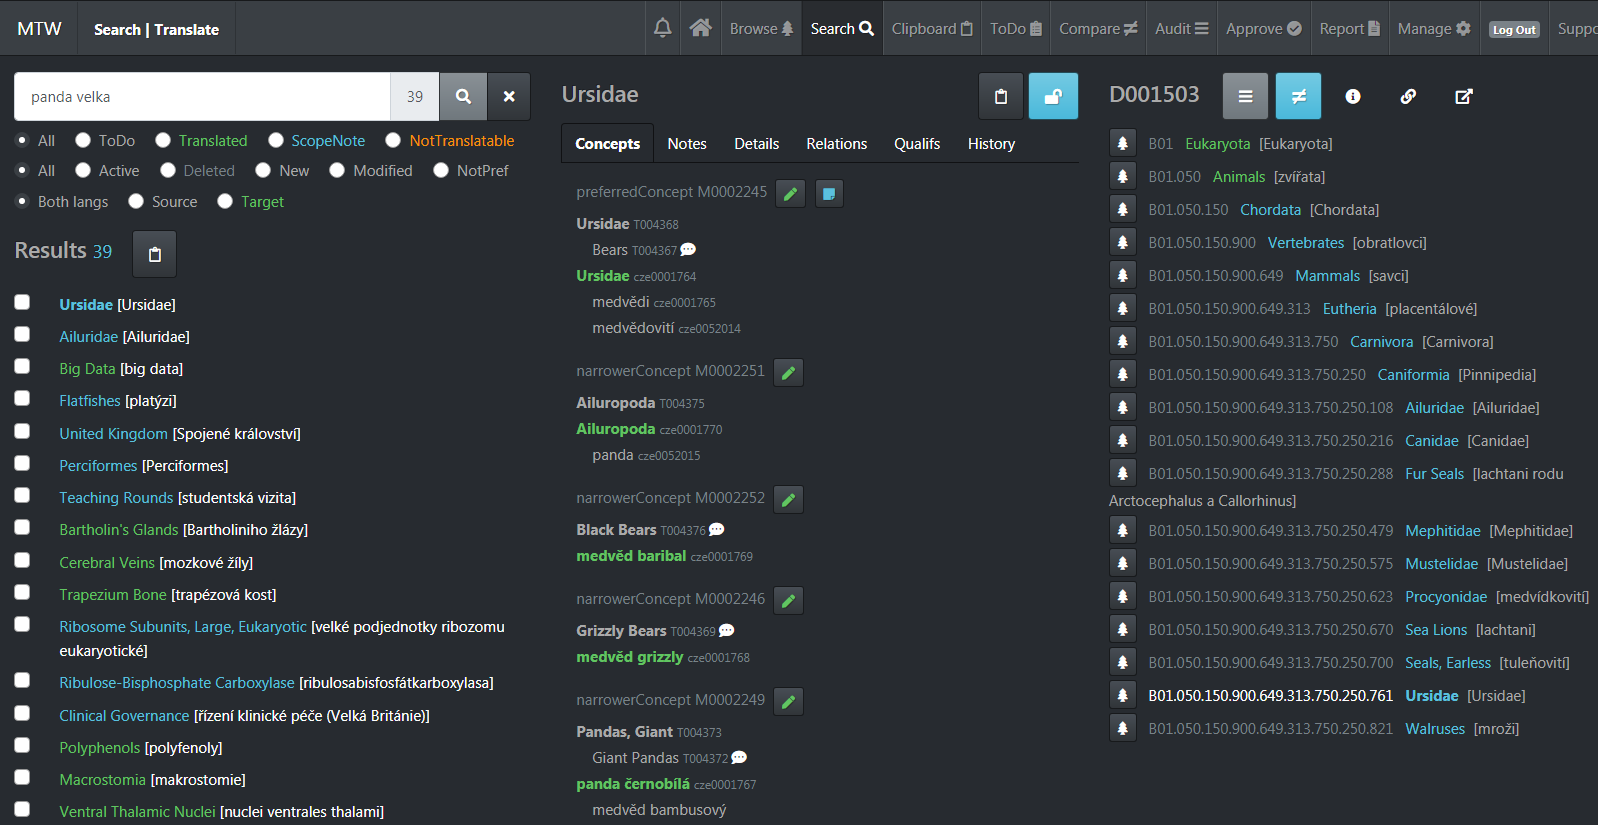 MTW Search | Translate Browse Search Clipboard ToDo Compare Audit Approve Report Manage Log Out Suppo
panda velka 39
All ToDo Translated ScopeNote NotTranslatable
All Active Deleted New Modified NotPref
Both langs Source Target
Results 39
Ursidae [Ursidae]
Ailuridae [Ailuridae]
Big Data [big data]
Flatfishes [platýzi]
United Kingdom [Spojené království]
Perciformes [Perciformes]
Teaching Rounds [studentská vizita]
Bartholin's Glands [Bartholiniho žlázy]
Cerebral Veins [mozkové žíly]
Trapezium Bone [trapézová kost]
Ribosome Subunits, Large, Eukaryotic [velké podjednotky ribozomu
eukaryotické]
Ribulose-Bisphosphate Carboxylase [ribulosabisfosfátkarboxylasa]
Clinical Governance [řízení klinické péče (Velká Británie)]
Polyphenols [polyfenoly]
Macrostomia [makrostomie]
Ventral Thalamic Nuclei [nuclei ventrales thalami]
Ursidae
Concepts Notes Details Relations Qualifs History
preferredConcept M0002245
Ursidae T004368
Bears T004367
Ursidae cze0001764
medvědi cze0001765
medvědovití cze0052014
narrowerConcept M0002251
Ailuropoda T004375
Ailuropoda cze0001770
panda cze0052015
narrowerConcept M0002252
Black Bears T004376
medvěd baribal cze0001769
narrowerConcept M0002246
Grizzly Bears T004369
medvěd grizzly cze0001768
narrowerConcept M0002249
Pandas, Giant T004373
Giant Pandas T004372
panda černobílá cze0001767
medvěd bambusový
D001503
B01 Eukaryota [Eukaryota]
B01.050 Animals [zvířata]
B01.050.150 Chordata [Chordata]
B01.050.150.900 Vertebrates [obratlovci]
B01.050.150.900.649 Mammals [savci]
B01.050.150.900.649.313 Eutheria [placentálové]
B01.050.150.900.649.313.750 Carnivora [Carnivora]
B01.050.150.900.649.313.750.250 Caniformia [Pinnipedia]
B01.050.150.900.649.313.750.250.108 Ailuridae [Ailuridae]
B01.050.150.900.649.313.750.250.216 Canidae [Canidae]
B01.050.150.900.649.313.750.250.288 Fur Seals [lachtani rodu
Arctocephalus a Callorhinus]
B01.050.150.900.649.313.750.250.479 Mephitidae [Mephitidae]
B01.050.150.900.649.313.750.250.575 Mustelidae [Mustelidae]
B01.050.150.900.649.313.750.250.623 Procyonidae [medvídkovití]
B01.050.150.900.649.313.750.250.670 Sea Lions [lachtani]
B01.050.150.900.649.313.750.250.700 Seals, Earless [tuleňovití]
B01.050.150.900.649.313.750.250.761 Ursidae [Ursidae]
B01.050.150.900.649.313.750.250.821 Walruses [mroži]